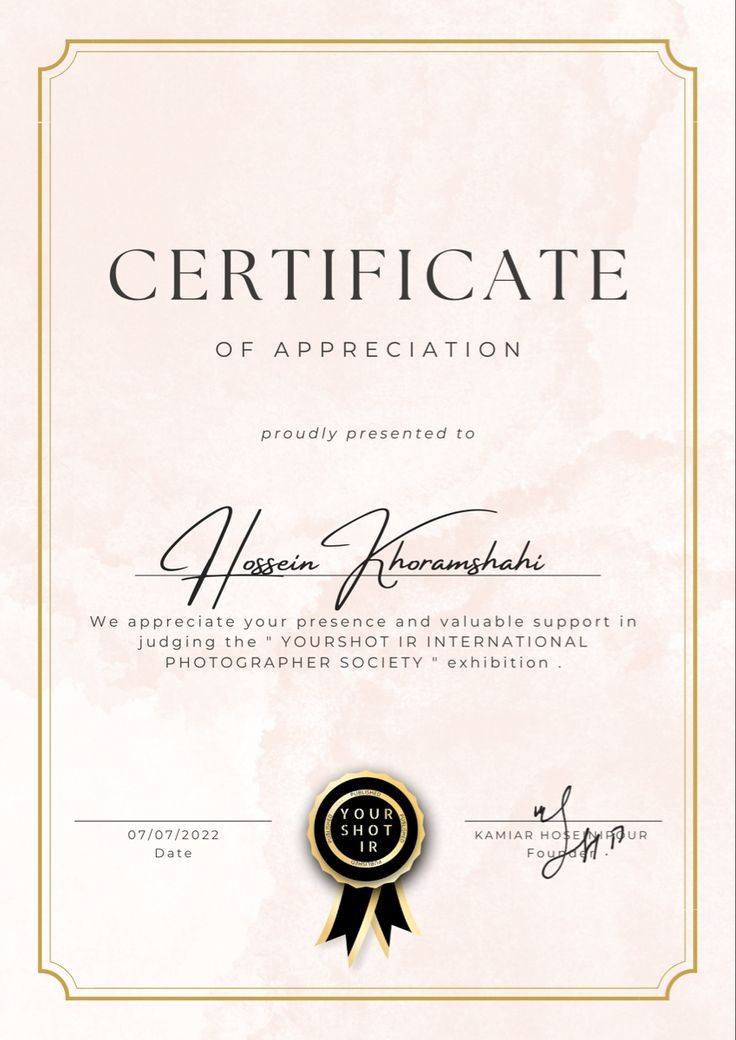 CERTIFICATE
OF APPRECIATION
proudly presented to
Hossein Khoramshahi
We appreciate your presence and valuable support in
judging the " YOURSHOT IR INTERNATIONAL
PHOTOGRAPHER SOCIETY " exhibition .
PUBLISHED
YOUR
SHOT
IR
PUBLISHED
PUBLISHED
PUBLISHED
07/07/2022
Date
KAMIAR HOSEINIPOUR
Founder .